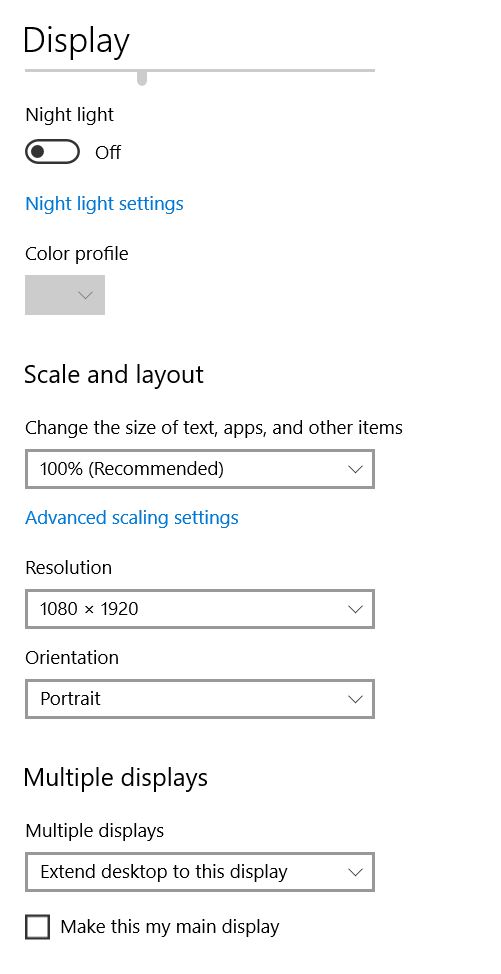 Display
Night light
Off
Night light settings
Color profile
Scale and layout
Change the size of text, apps, and other items
100% (Recommended)
Advanced scaling settings
Resolution
1080 × 1920
Orientation
Portrait
Multiple displays
Multiple displays
Extend desktop to this display
Make this my main display